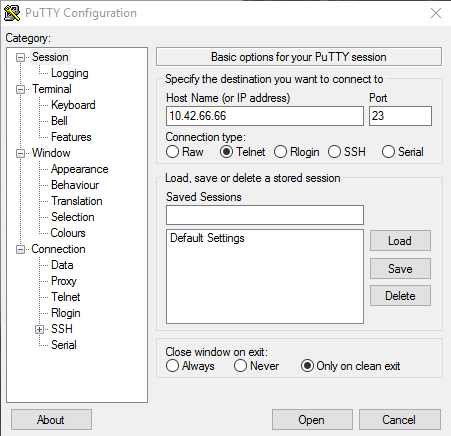 PuTTY Configuration
Category:
Session
Logging
Terminal
Keyboard
Bell
Features
Window
Appearance
Behaviour
Translation
Selection
Colours
Connection
Data
Proxy
Telnet
Rlogin
SSH
Serial
Basic options for your PuTTY session
Specify the destination you want to connect to
Host Name (or IP address) Port
10.42.66.66 23
Connection type:
Raw Telnet Rlogin SSH Serial
Load, save or delete a stored session
Saved Sessions
Default Settings
Load
Save
Delete
Close window on exit:
Always Never Only on clean exit
About Open Cancel